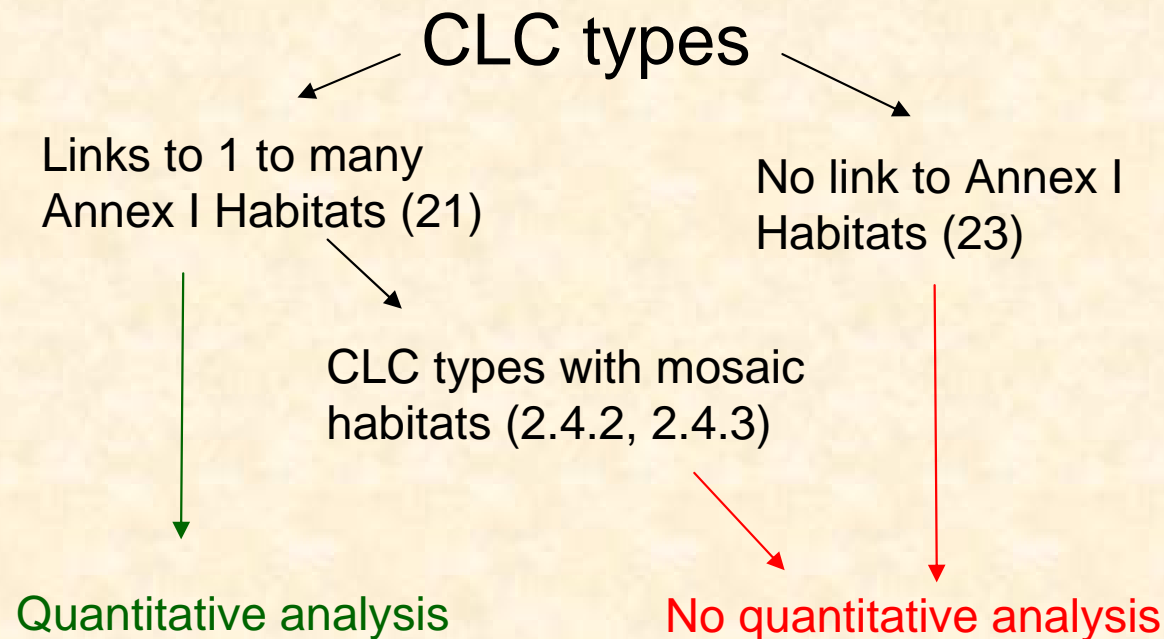 CLC types
Links to 1 to many
Annex I Habitats (21)
No link to Annex I
Habitats (23)
CLC types with mosaic
habitats (2.4.2, 2.4.3)
Quantitative analysis
No quantitative analysis